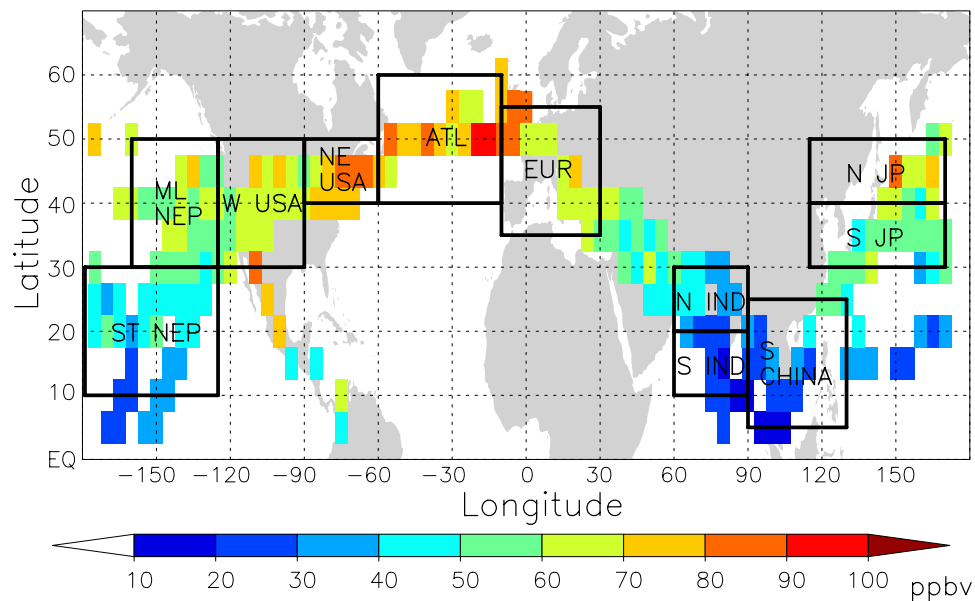 60
50
40
30
20
10
EQ
Latitude
ML
NEP
W USA
NE
USA
ATL
EUR
N JP
S JP
ST NEP
N IND
S IND
S
CHINA
−150 −120 −90 −60 −30 0 30 60 90 120 150
Longitude
10 20 30 40 50 60 70 80 90 100 ppbv